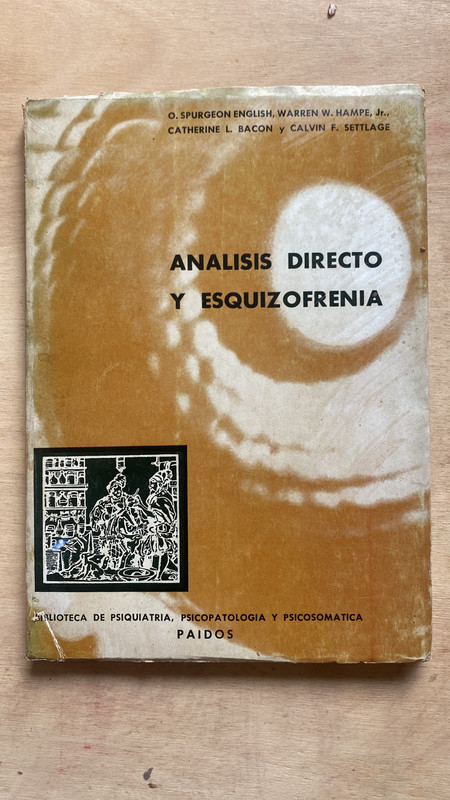 O. SPURGEON ENGLISH, WARREN W. HAMPE, Jr.,
CATHERINE L. BACON y CALVIN F. SETTLAGE
ANALISIS DIRECTO
Y ESQUIZOFRENIA
BIBLIOTECA DE PSIQUIATRIA, PSICOPATOLOGIA Y PSICOSOMATICA
PAIDOS